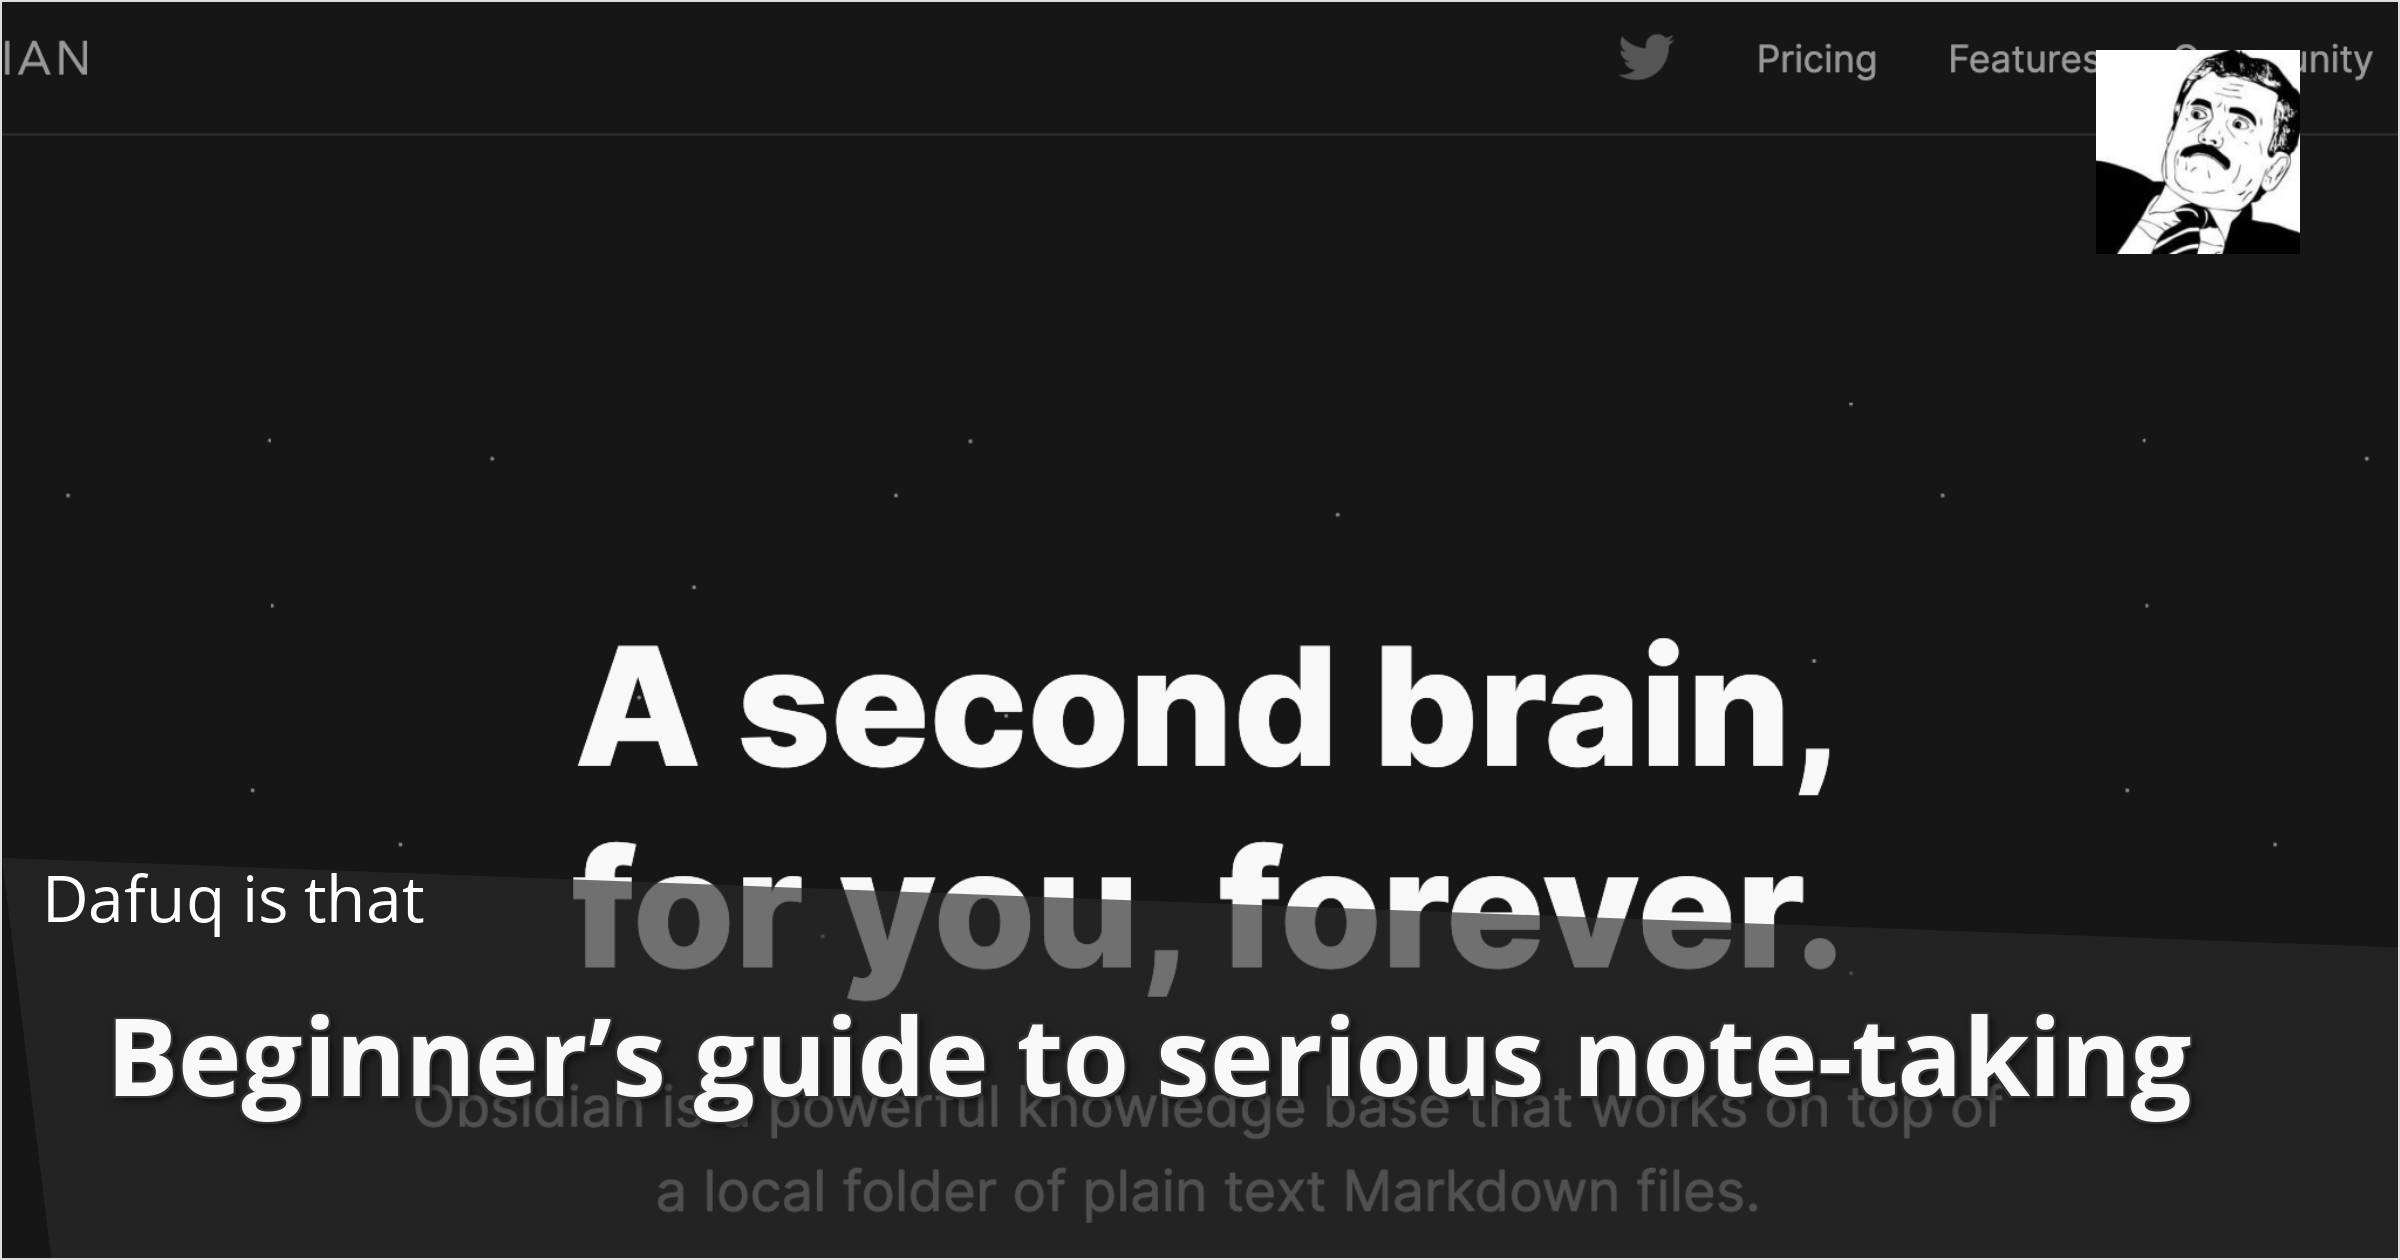 IAN
Pricing Features unity
A second brain,
for you, forever.
Dafuq is that
Beginner’s guide to serious note-taking
Obsidian is a powerful knowledge base that works on top of
a local folder of plain text Markdown files.